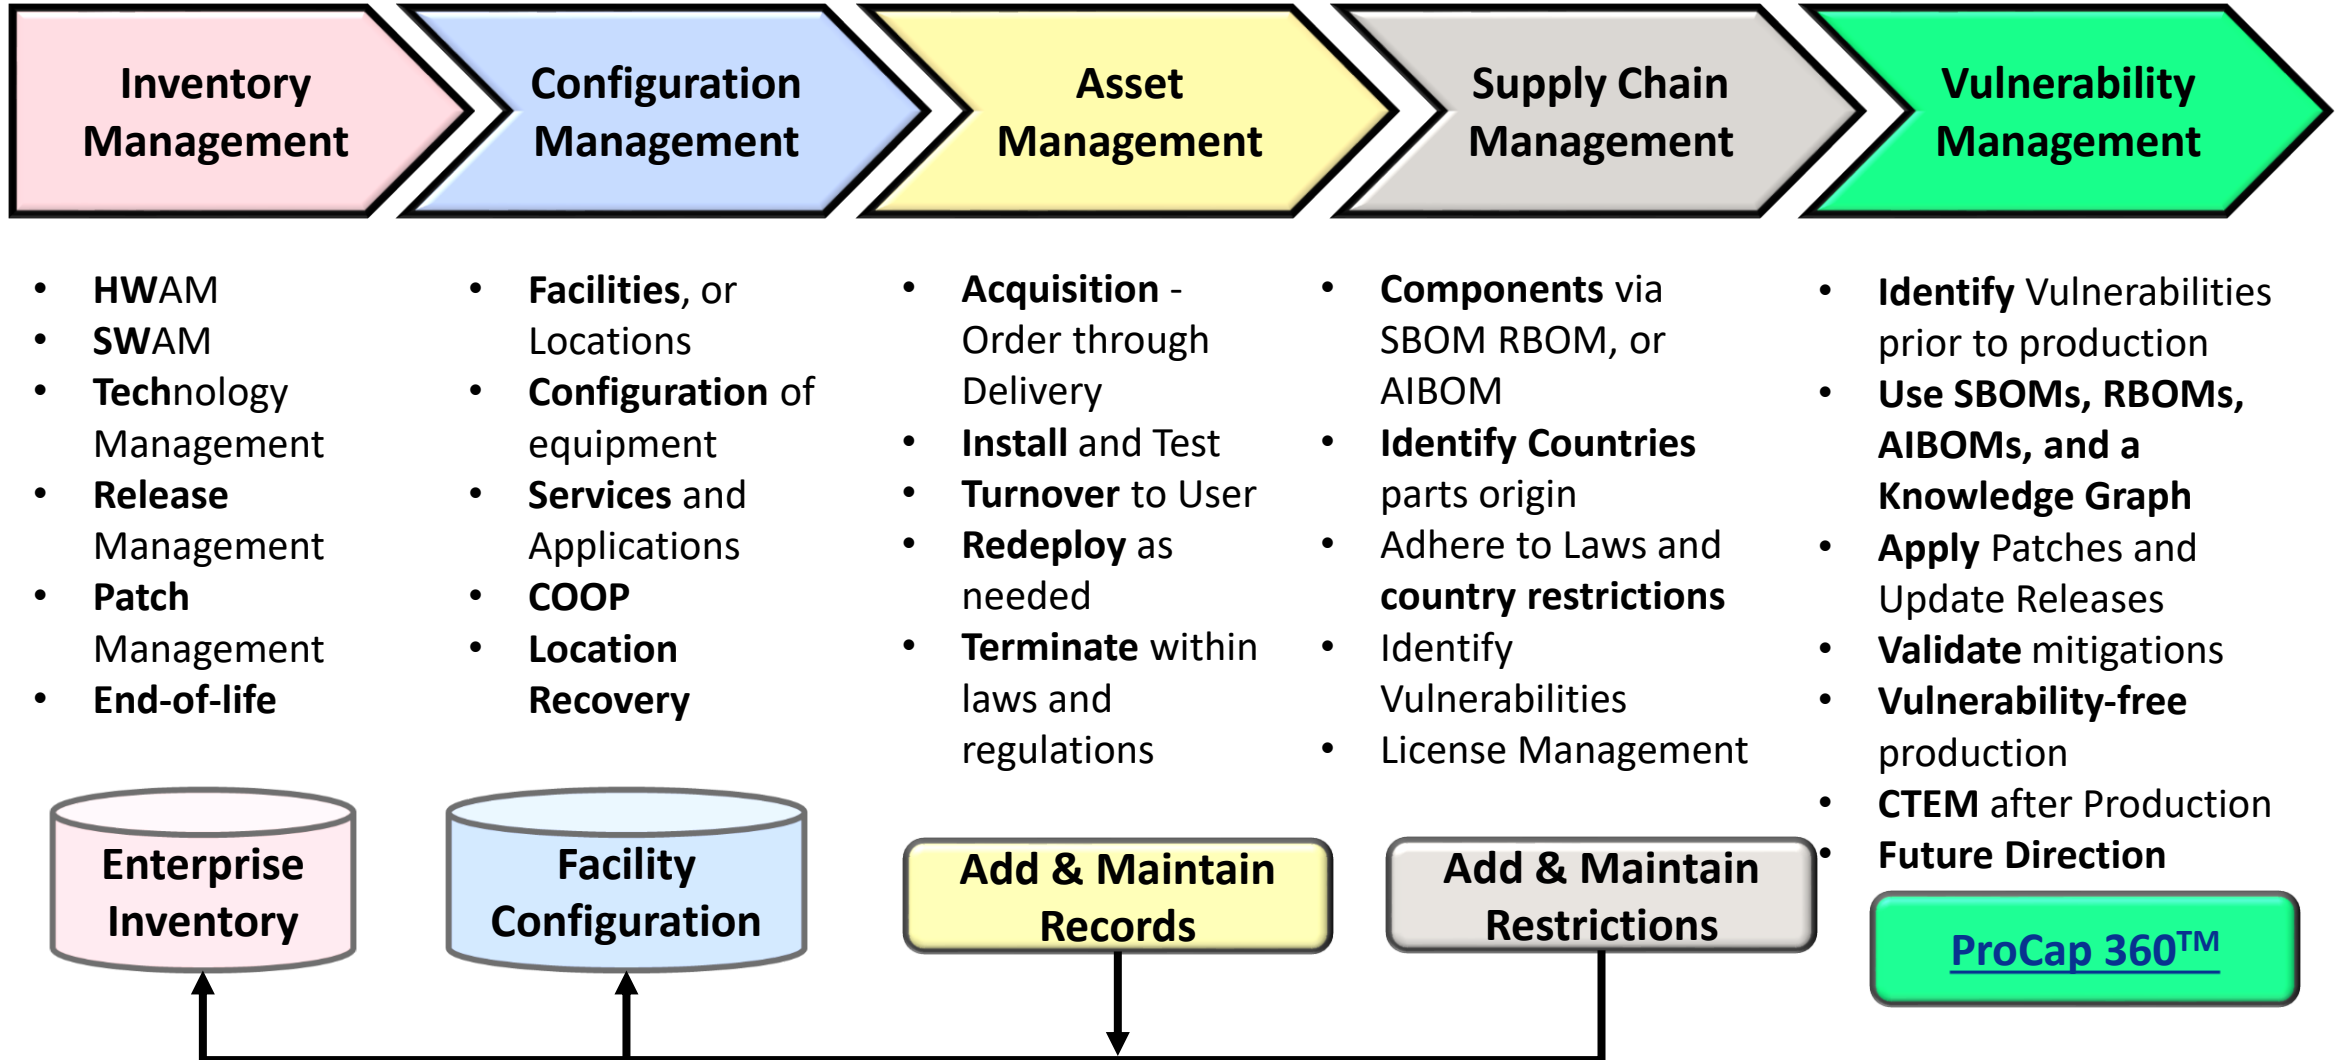 Inventory
Management
Configuration
Management
Asset
Management
Supply Chain
Management
Vulnerability
Management
• HWAM
• SWAM
• Technology
Management
• Release
Management
• Patch
Management
• End-of-life
• Facilities, or
Locations
• Configuration of
equipment
• Services and
Applications
• COOP
• Location
Recovery
• Acquisition -
Order through
Delivery
• Install and Test
• Turnover to User
• Redeploy as
needed
• Terminate within
laws and
regulations
• Components via
SBOM RBOM, or
AIBOM
• Identify Countries
parts origin
• Adhere to Laws and
country restrictions
• Identify
Vulnerabilities
• License Management
• Identify Vulnerabilities
prior to production
• Use SBOMs, RBOMs,
AIBOMs, and a
Knowledge Graph
• Apply Patches and
Update Releases
• Validate mitigations
• Vulnerability-free
production
• CTEM after Production
• Future Direction
Enterprise
Inventory
Facility
Configuration
Add & Maintain
Records
Add & Maintain
Restrictions
ProCap 360™